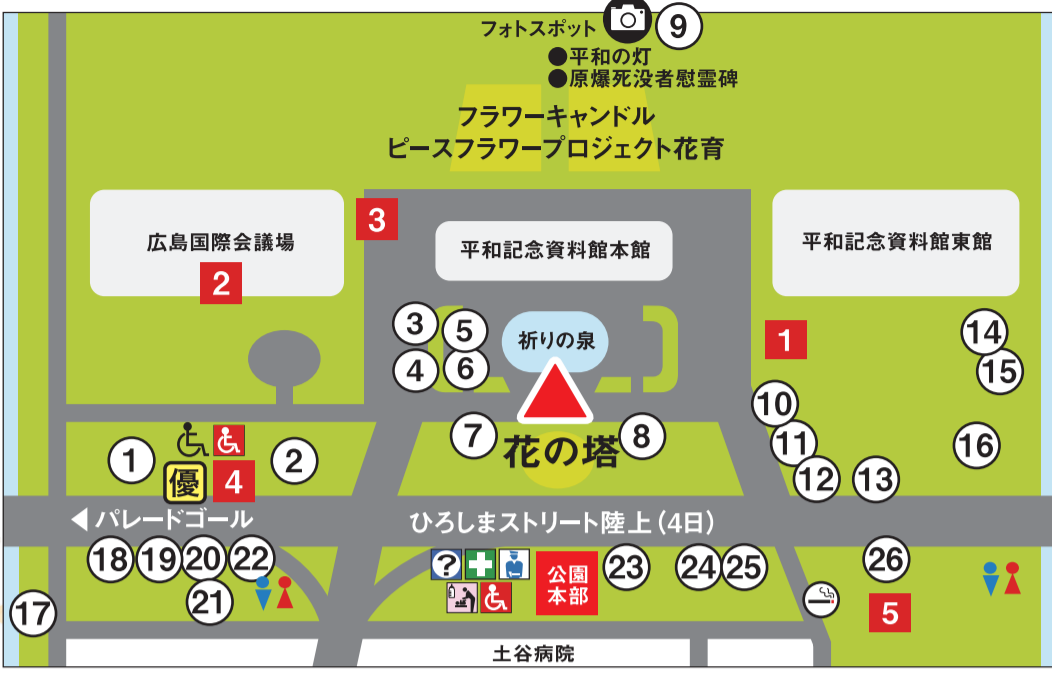 フォトスポット
9
●平和の灯
●原爆死没者慰霊碑
フラワーキャンドル
ピースフラワープロジェクト花育
広島国際会議場
2
3
平和記念資料館本館
平和記念資料館東館
3
5
4
6
祈りの泉
1
14
15
10
11
12
13
16
7
花の塔
8
1
優
4
2
◀パレードゴール
ひろしまストリート陸上(4日)
18
19
20
22
21
17
?
公園
本部
23
24
25
26
5
土谷病院